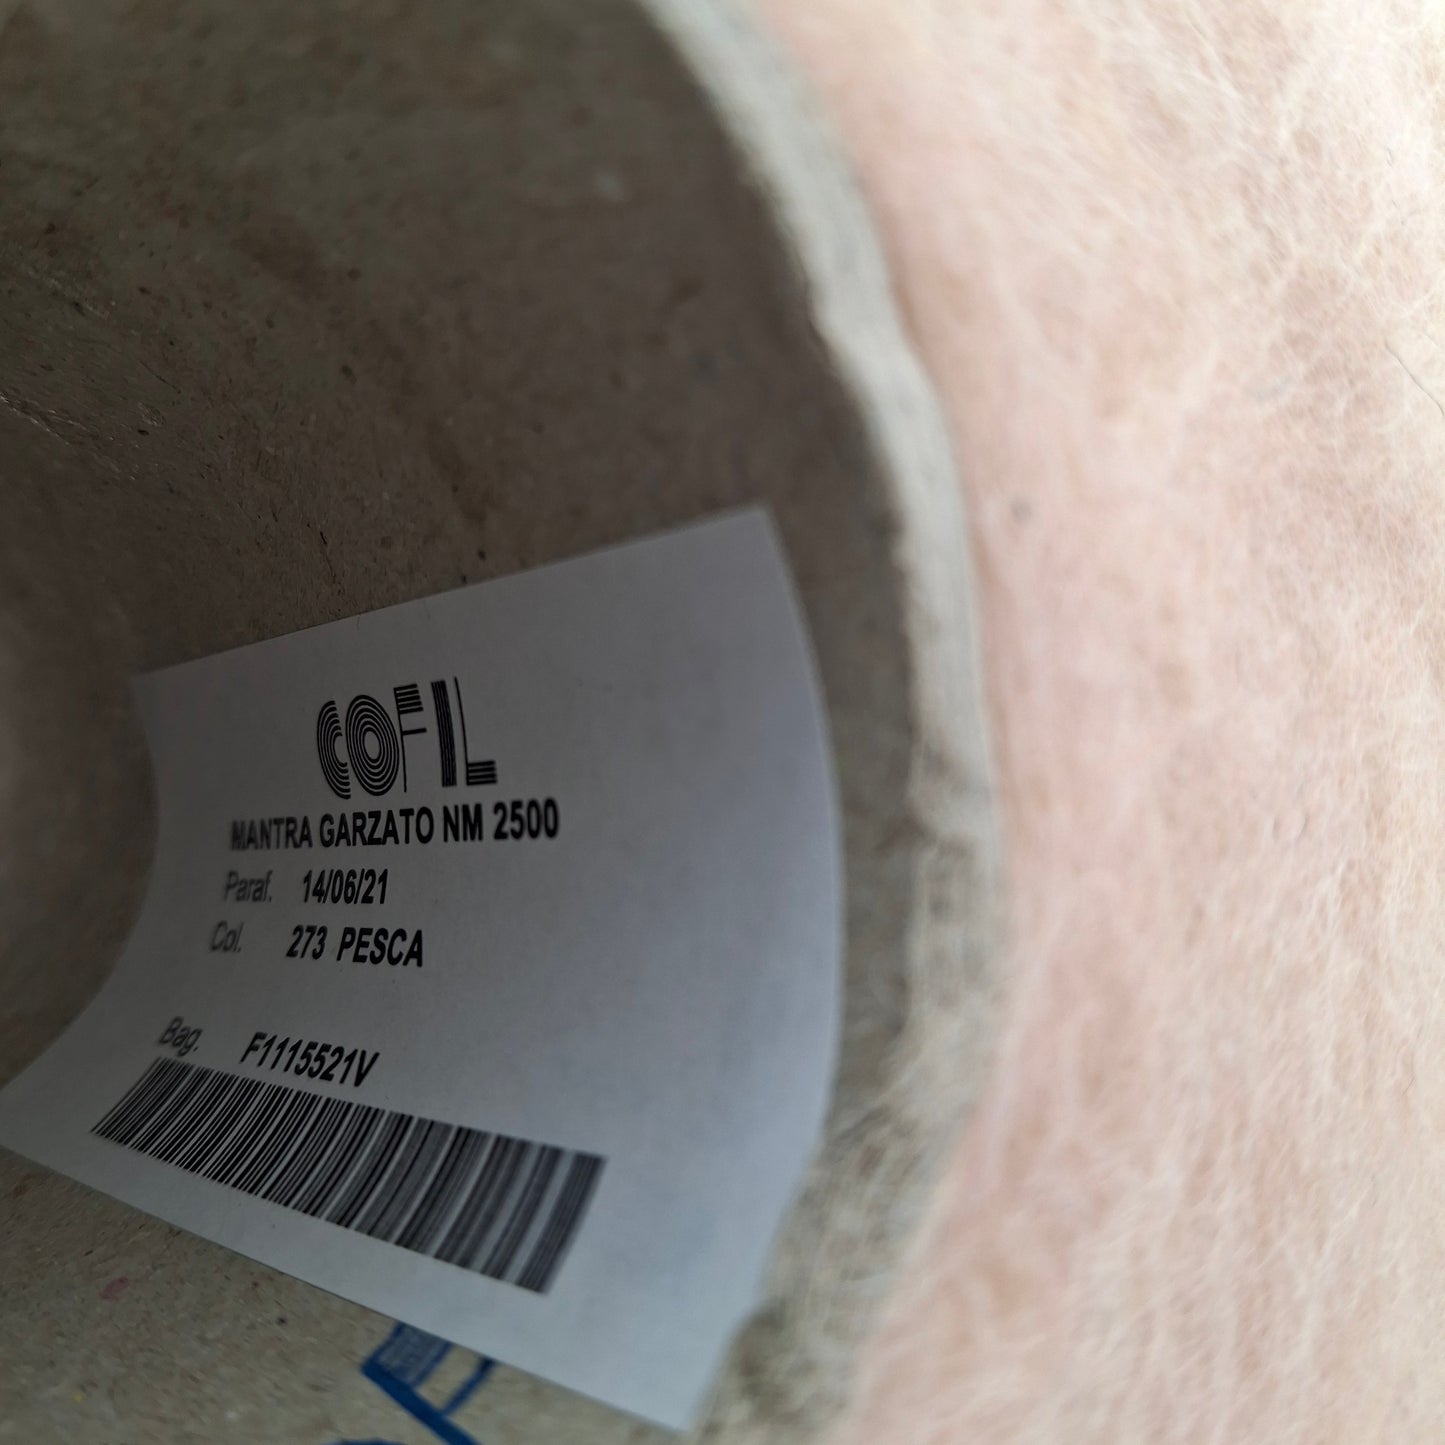 COFIL
MANTRA GARZATO NM 2500
Paraf. 14/06/21
Col. 273 PESCA
Bag. F1115521V